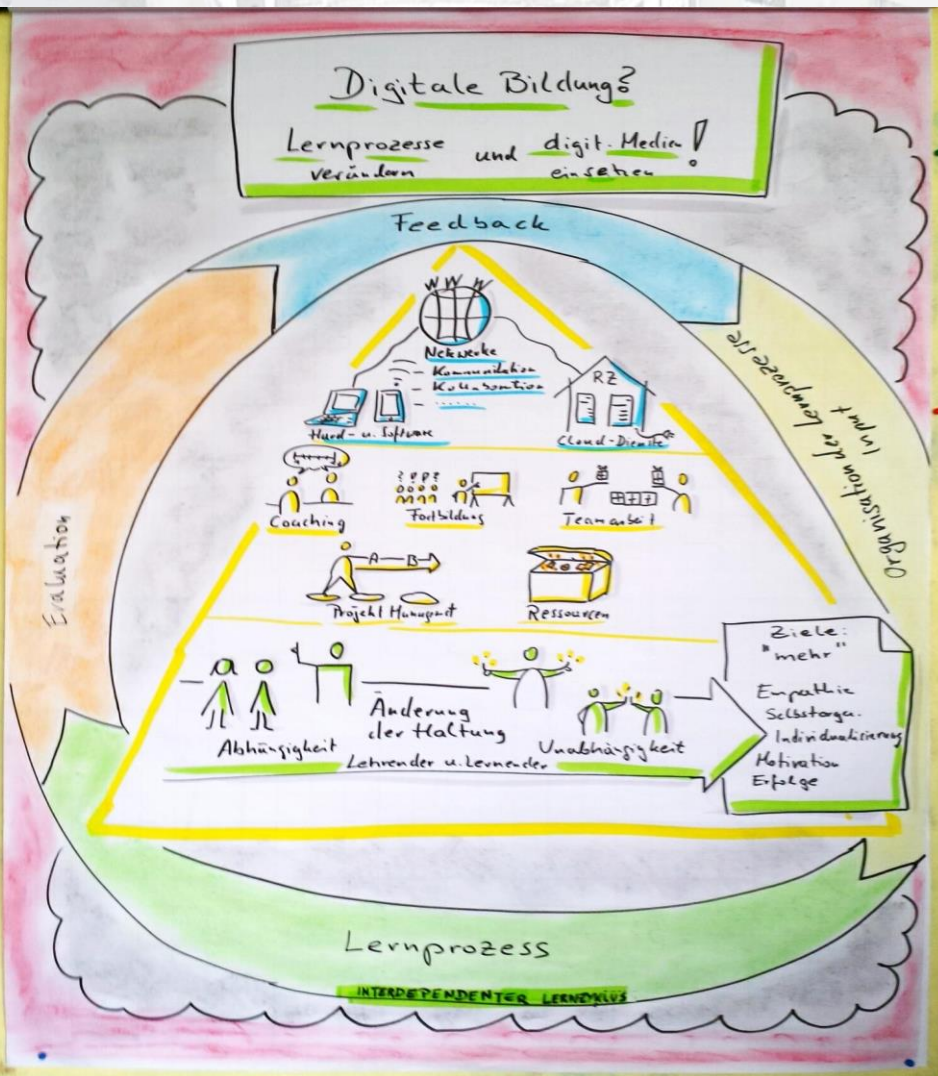 Digitale Bildung?
Lernprozesse und digit. Medien!
verändern einsetzen
Feedback
WWW
Netzwerke
- Kommunikation
- Kollaboration
- ......
RZ
Hard- u. Software
Cloud-Dienste
Coaching
? ? ? ?
Fortbildung
Teamarbeit
A B
Projekt Managmet
Ressourcen
Abhängigkeit
Änderung
der Haltung
Lehrender u. Lernender
Unabhängigkeit
Ziele:
"mehr"
Empathie
Selbstorga.
Individualisierung
Motivation
Erfolge
Organisation der Lernprozesse
Input
Lernprozess
INTERDEPENDENTER LERNZYKLUS
Evaluation